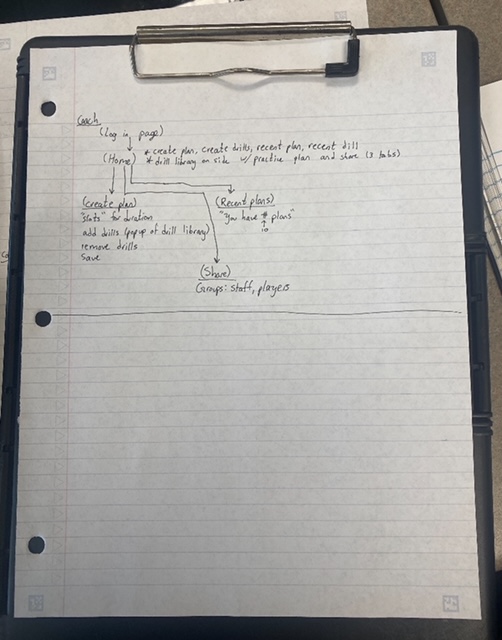 Coach
(Log in page)
(Home) * create plan, create drills, recent plan, recent dill
* drill library on side w/ practice plan and share (3 tabs)
(create plan)
"slots" for duration
add drills (popup of drill library)
remove drills
Save
(Recent plans)
"you have # plans"
10
(Share)
Groups: staff, players